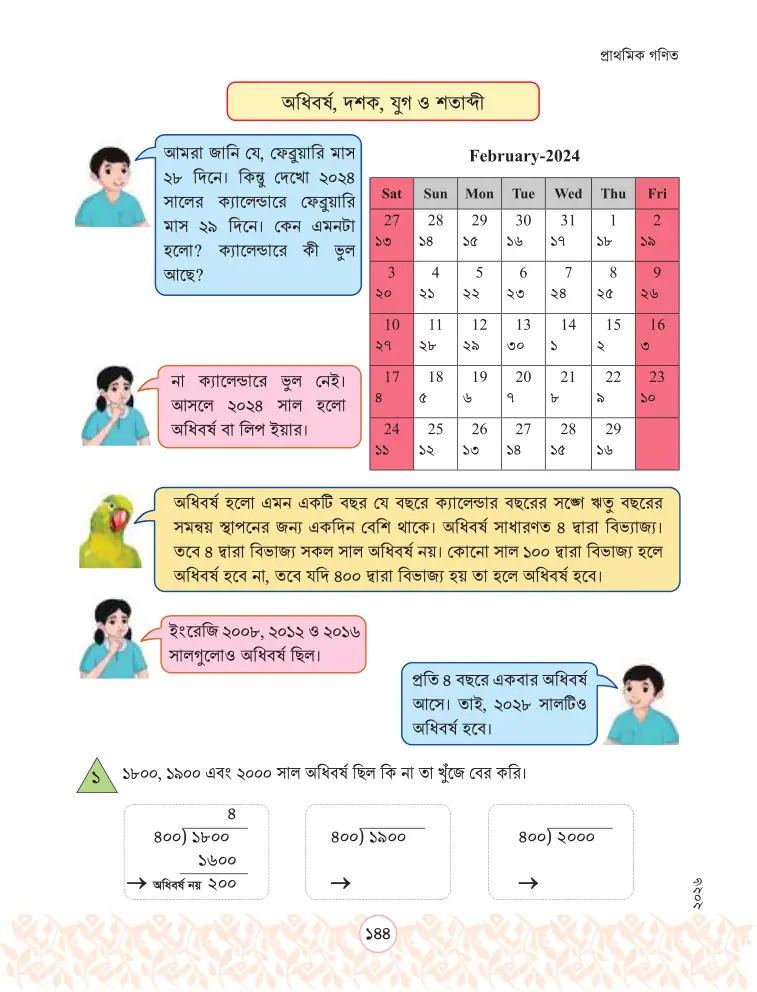 প্রাথমিক গণিত
অধিবর্ষ, দশক, যুগ ও শতাব্দী
আমরা জানি যে, ফেব্রুয়ারি মাস
২৮ দিনে। কিন্তু দেখো ২০২৪
সালের ক্যালেন্ডারে ফেব্রুয়ারি
মাস ২৯ দিনে। কেন এমনটা
হলো? ক্যালেন্ডারে কী ভুল
আছে?
February-2024
Sat Sun Mon Tue Wed Thu Fri
27 28 29 30 31 1 2
১৩ ১৪ ১৫ ১৬ ১৭ ১৮ ১৯
3 4 5 6 7 8 9
২০ ২১ ২২ ২৩ ২৪ ২৫ ২৬
10 11 12 13 14 15 16
২৭ ২৮ ২৯ ৩০ ১ ২ ৩
17 18 19 20 21 22 23
৪ ৫ ৬ ৭ ৮ ৯ ১০
24 25 26 27 28 29
১১ ১২ ১৩ ১৪ ১৫ ১৬
না ক্যালেন্ডারে ভুল নেই।
আসলে ২০২৪ সাল হলো
অধিবর্ষ বা লিপ ইয়ার।
অধিবর্ষ হলো এমন একটি বছর যে বছরে ক্যালেন্ডার বছরের সঙ্গে ঋতু বছরের
সমন্বয় স্থাপনের জন্য একদিন বেশি থাকে। অধিবর্ষ সাধারণত ৪ দ্বারা বিভ্যাজ্য।
তবে ৪ দ্বারা বিভাজ্য সকল সাল অধিবর্ষ নয়। কোনো সাল ১০০ দ্বারা বিভাজ্য হলে
অধিবর্ষ হবে না, তবে যদি ৪০০ দ্বারা বিভাজ্য হয় তা হলে অধিবর্ষ হবে।
ইংরেজি ২০০৮, ২০১২ ও ২০১৬
সালগুলোও অধিবর্ষ ছিল।
প্রতি ৪ বছরে একবার অধিবর্ষ
আসে। তাই, ২০২৮ সালটিও
অধিবর্ষ হবে।
১ ১৮০০, ১৯০০ এবং ২০০০ সাল অধিবর্ষ ছিল কি না তা খুঁজে বের করি।
৪
৪০০) ১৮০০
১৬০০
→ অধিবর্ষ নয় ২০০
৪০০) ১৯০০
→
৪০০) ২০০০
→
২০২৬
১৪৪